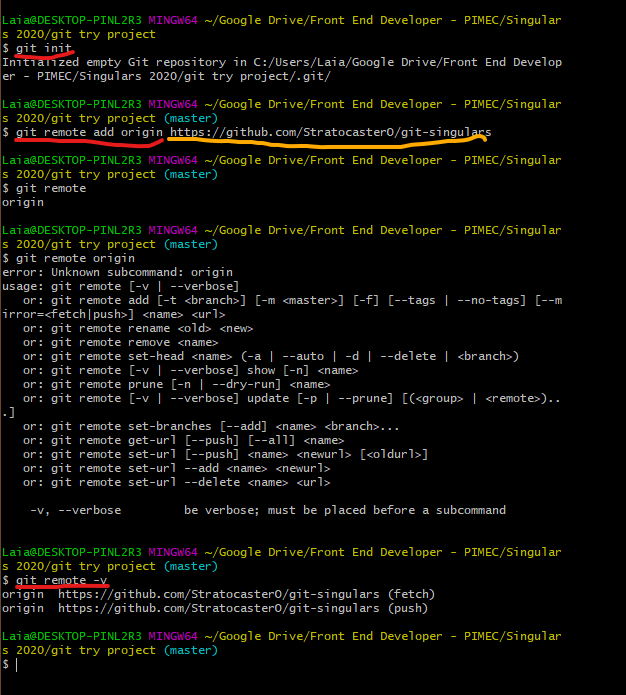 Laia@DESKTOP-PINL2R3 MINGW64 ~/Google Drive/Front End Developer - PIMEC/Singular
s 2020/git try project
$ git init
Initialized empty Git repository in C:/Users/Laia/Google Drive/Front End Develop
er - PIMEC/Singulars 2020/git try project/.git/
Laia@DESKTOP-PINL2R3 MINGW64 ~/Google Drive/Front End Developer - PIMEC/Singular
s 2020/git try project (master)
$ git remote add origin https://github.com/StratocasterO/git-singulars
Laia@DESKTOP-PINL2R3 MINGW64 ~/Google Drive/Front End Developer - PIMEC/Singular
s 2020/git try project (master)
$ git remote
origin
Laia@DESKTOP-PINL2R3 MINGW64 ~/Google Drive/Front End Developer - PIMEC/Singular
s 2020/git try project (master)
$ git remote origin
error: Unknown subcommand: origin
usage: git remote [-v | --verbose]
   or: git remote add [-t <branch>] [-m <master>] [-f] [--tags | --no-tags] [--m
irror=<fetch|push>] <name> <url>
   or: git remote rename <old> <new>
   or: git remote remove <name>
   or: git remote set-head <name> (-a | --auto | -d | --delete | <branch>)
   or: git remote [-v | --verbose] show [-n] <name>
   or: git remote prune [-n | --dry-run] <name>
   or: git remote [-v | --verbose] update [-p | --prune] [(<group> | <remote>)..
.]
   or: git remote set-branches [--add] <name> <branch>...
   or: git remote get-url [--push] [--all] <name>
   or: git remote set-url [--push] <name> <newurl> [<oldurl>]
   or: git remote set-url --add <name> <newurl>
   or: git remote set-url --delete <name> <url>
    -v, --verbose         be verbose; must be placed before a subcommand
Laia@DESKTOP-PINL2R3 MINGW64 ~/Google Drive/Front End Developer - PIMEC/Singular
s 2020/git try project (master)
$ git remote -v
origin  https://github.com/StratocasterO/git-singulars (fetch)
origin  https://github.com/StratocasterO/git-singulars (push)
Laia@DESKTOP-PINL2R3 MINGW64 ~/Google Drive/Front End Developer - PIMEC/Singular
s 2020/git try project (master)
$